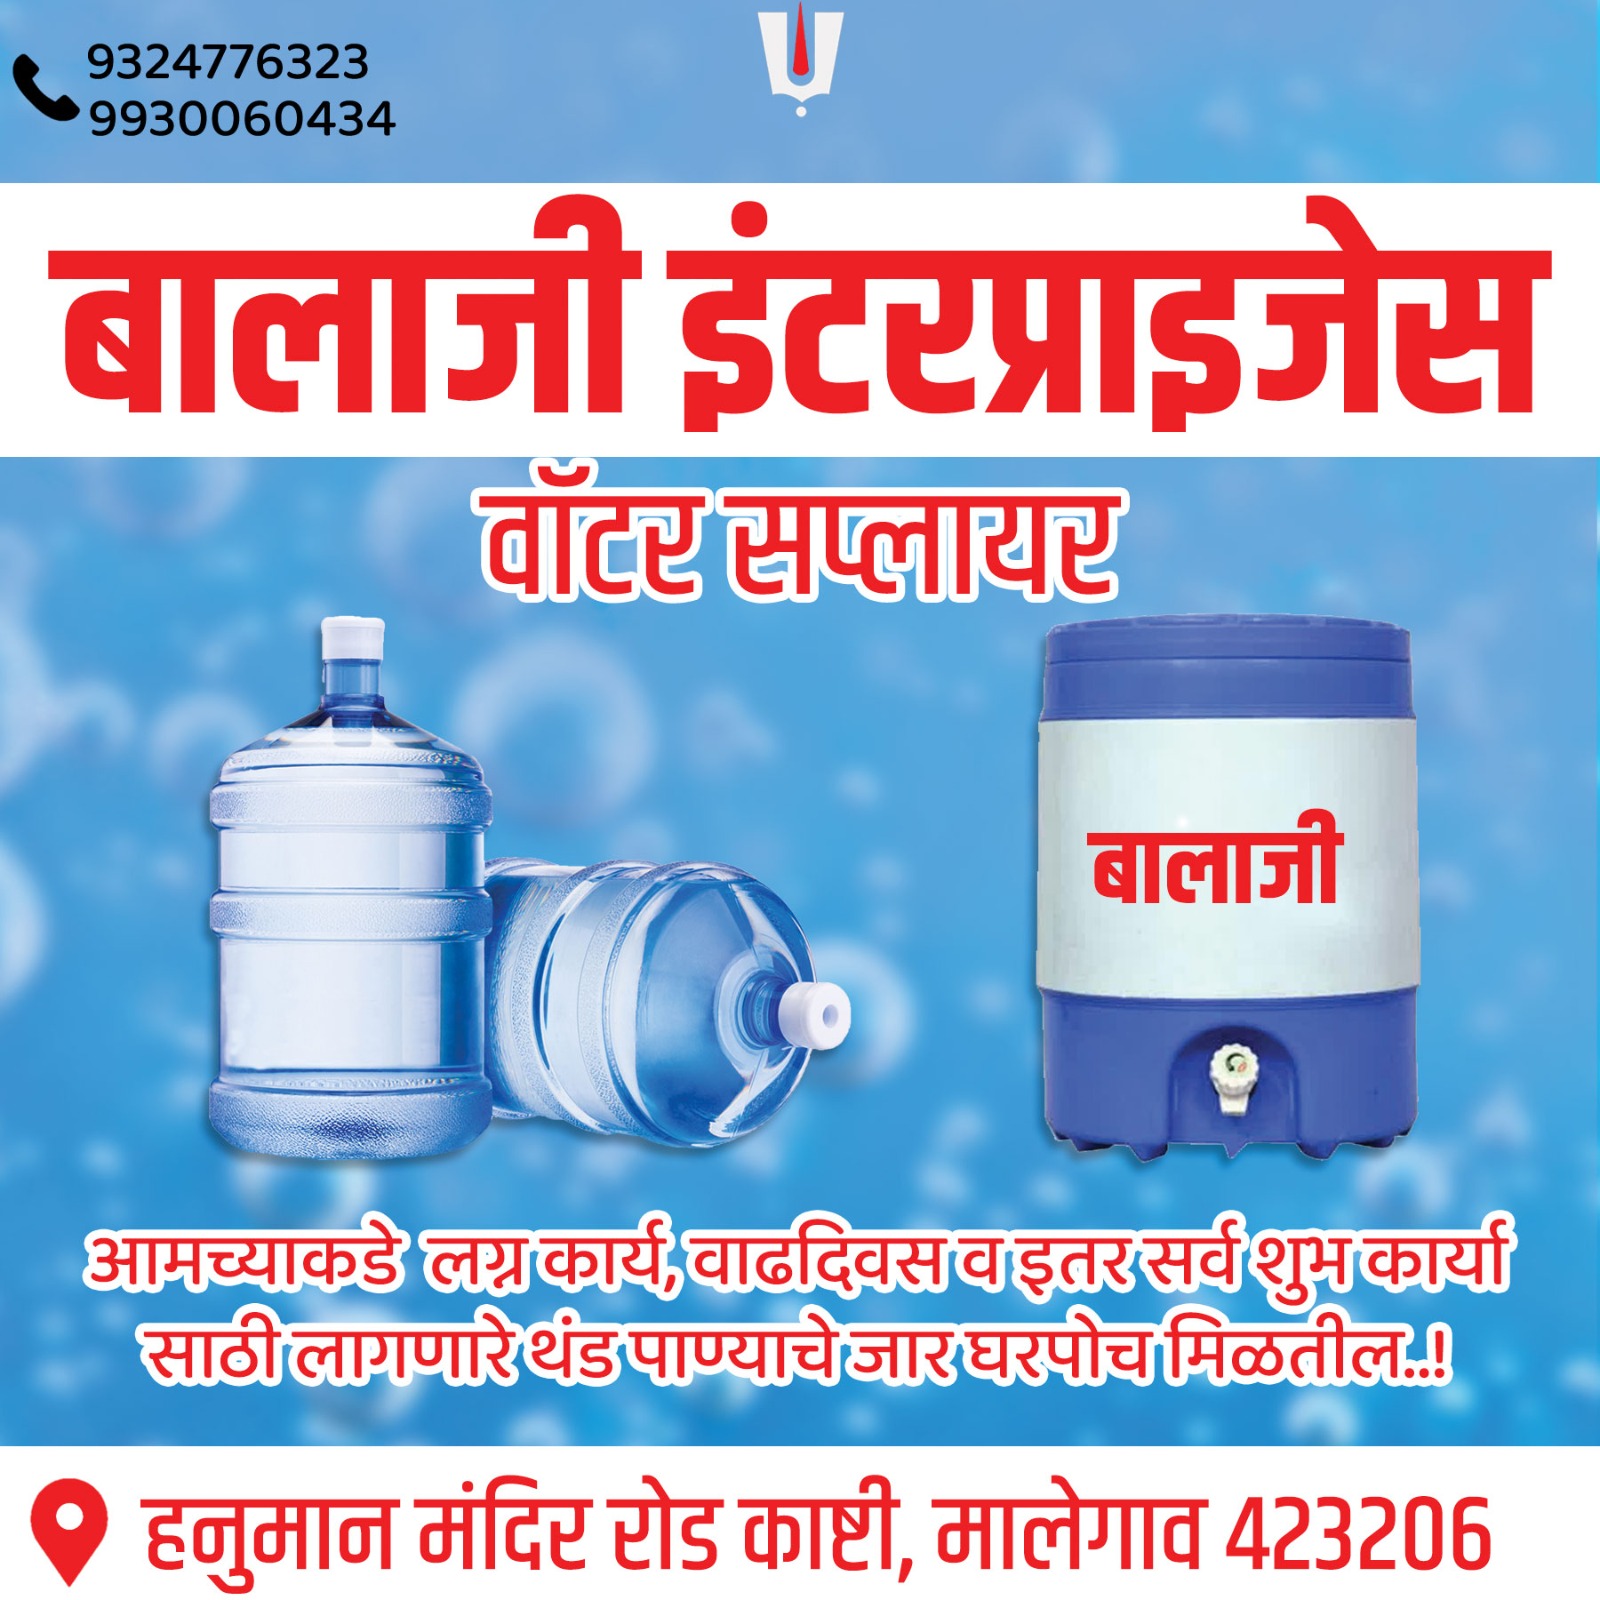 9324776323
9930060434
बालाजी इंटरप्राइजेस
वॉटर सप्लायर
बालाजी
आमच्याकडे लग्न कार्य, वाढदिवस व इतर सर्व शुभ कार्या
साठी लागणारे थंड पाण्याचे जार घरपोच मिळतील..!
हनुमान मंदिर रोड काष्टी, मालेगाव 423206